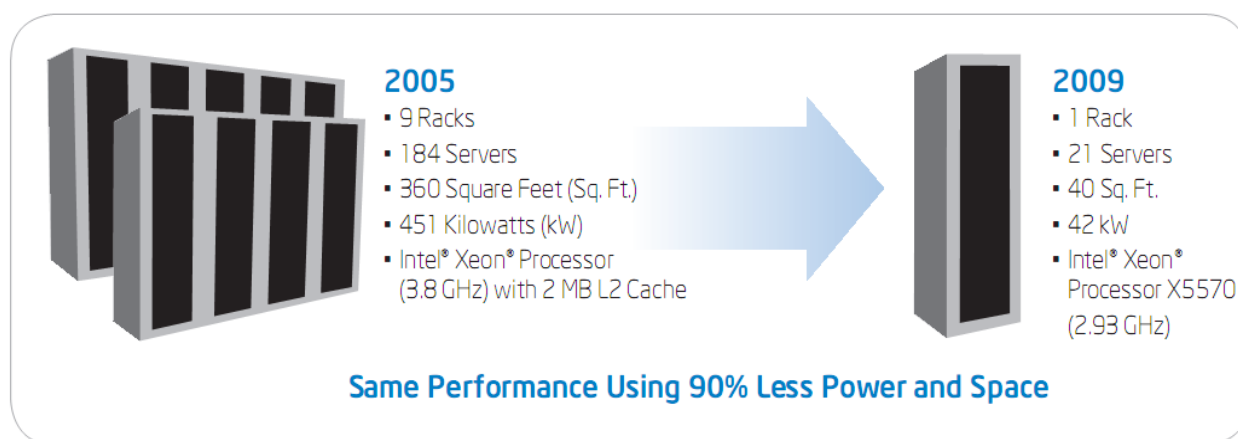 2005
▪ 9 Racks
▪ 184 Servers
▪ 360 Square Feet (Sq. Ft.)
▪ 451 Kilowatts (kW)
▪ Intel® Xeon® Processor
(3.8 GHz) with 2 MB L2 Cache
2009
▪ 1 Rack
▪ 21 Servers
▪ 40 Sq. Ft.
▪ 42 kW
▪ Intel® Xeon®
Processor X5570
(2.93 GHz)
Same Performance Using 90% Less Power and Space